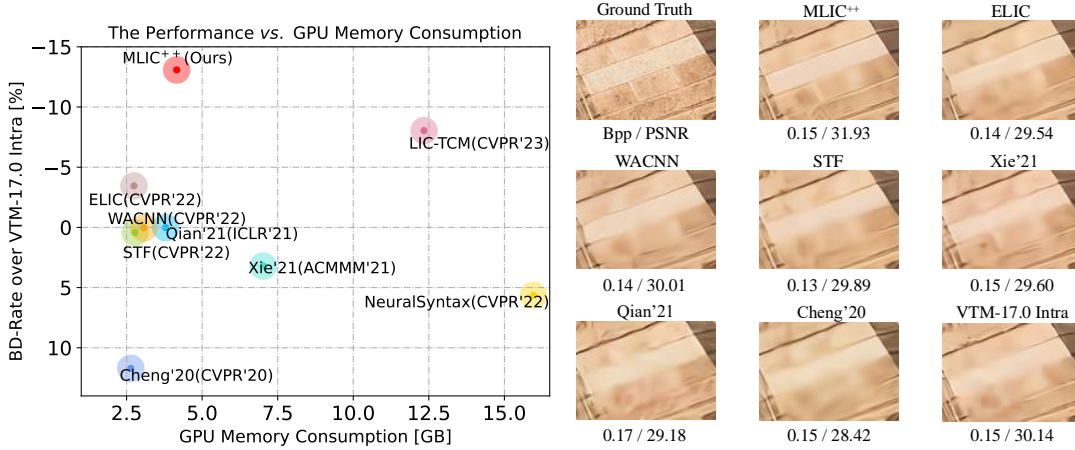 The Performance vs. GPU Memory Consumption
BD-Rate over VTM-17.0 Intra [%]
−15
−10
−5
0
5
10
MLIC++(Ours)
LIC-TCM(CVPR'23)
ELIC(CVPR'22)
WACNN(CVPR'22)
Qian'21(ICLR'21)
STF(CVPR'22)
Xie'21(ACMMM'21)
NeuralSyntax(CVPR'22)
Cheng'20(CVPR'20)
2.5 5.0 7.5 10.0 12.5 15.0
GPU Memory Consumption [GB]
Ground Truth MLIC++ ELIC
Bpp / PSNR 0.15 / 31.93 0.14 / 29.54
WACNN STF Xie’21
0.14 / 30.01 0.13 / 29.89 0.15 / 29.60
Qian’21 Cheng’20 VTM-17.0 Intra
0.17 / 29.18 0.15 / 28.42 0.15 / 30.14